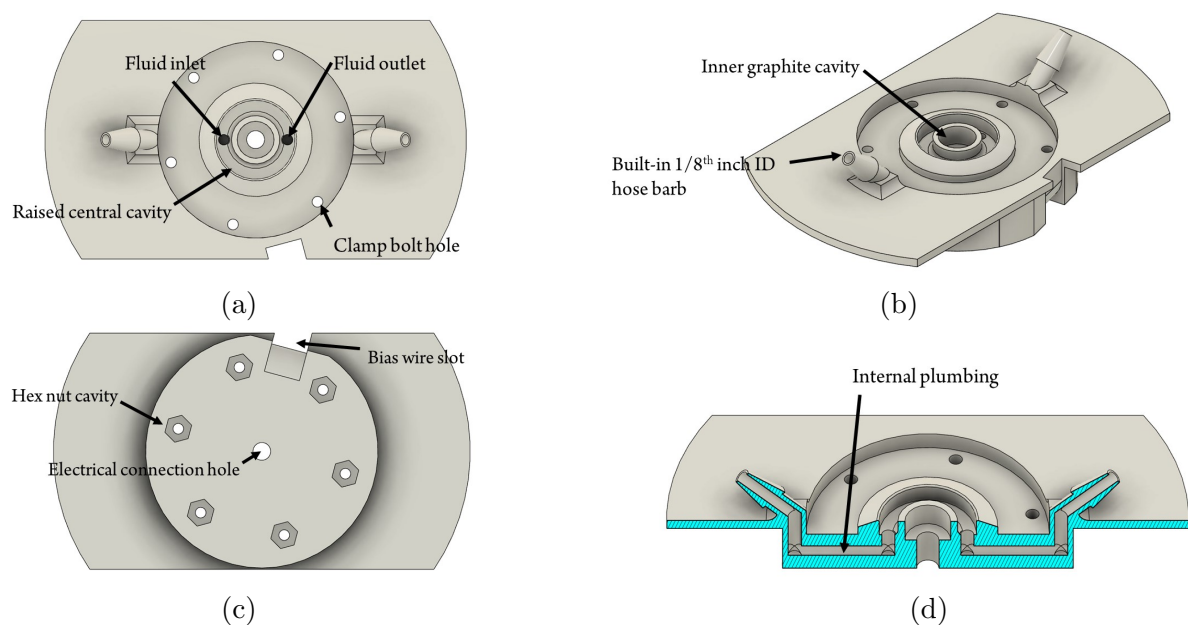 Fluid inlet
Fluid outlet
Raised central cavity
Clamp bolt hole
(a)
Inner graphite cavity
Built-in 1/8th inch ID
hose barb
(b)
Bias wire slot
Hex nut cavity
Electrical connection hole
(c)
Internal plumbing
(d)